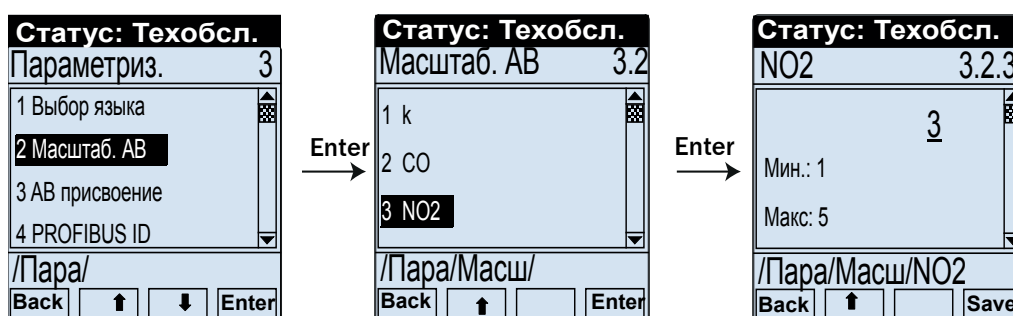 Статус: Техобсл.
Параметриз. 3
1 Выбор языка
2 Масштаб. АВ
3 АВ присвоение
4 PROFIBUS ID
/Пара/
Back Enter
Enter
Статус: Техобсл.
Масштаб. АВ 3.2
1 k
2 CO
3 NO2
/Пара/Масш/
Back Enter
Enter
Статус: Техобсл.
NO2 3.2.3
3
Мин.: 1
Макс: 5
/Пара/Масш/NO2
Back Save